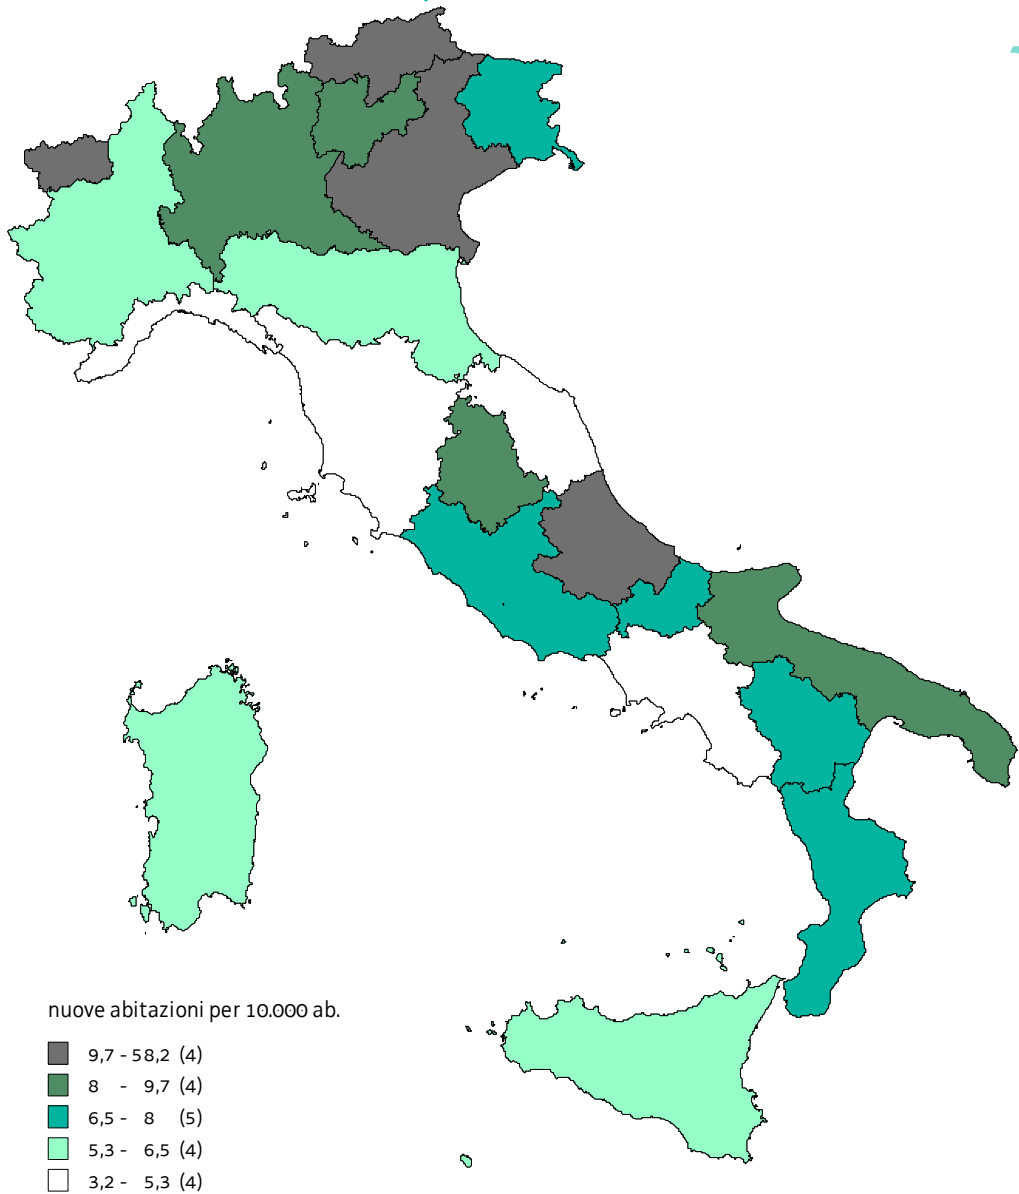 nuove abitazioni per 10.000 ab.
9,7 - 58,2 (4)
8 - 9,7 (4)
6,5 - 8 (5)
5,3 - 6,5 (4)
3,2 - 5,3 (4)